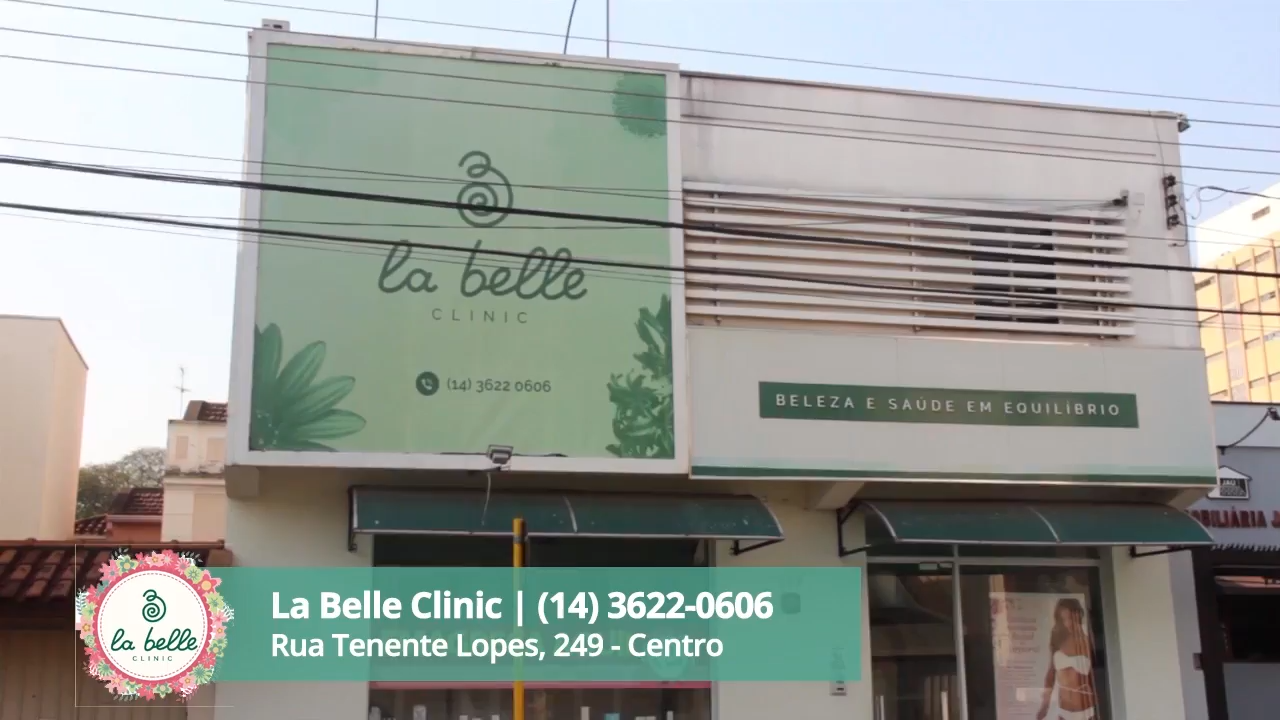 la belle
CLINIC
(14) 3622 0606
BELEZA E SAÚDE EM EQUILÍBRIO
JAÚ
La Belle Clinic | (14) 3622-0606
Rua Tenente Lopes, 249 - Centro
la belle
CLINIC